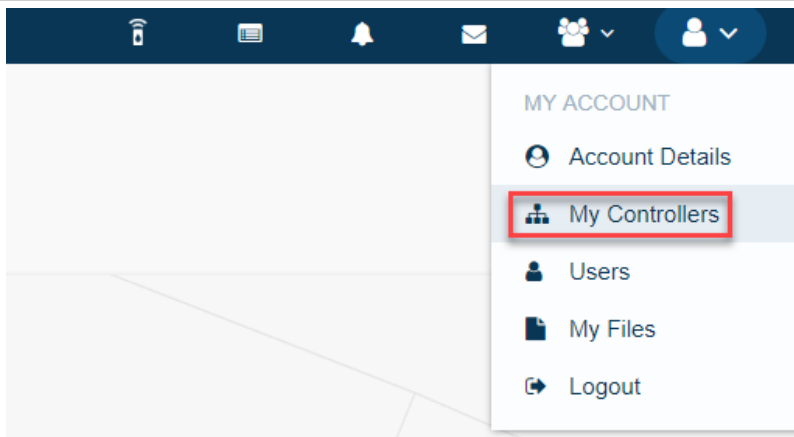 MY ACCOUNT
Account Details
My Controllers
Users
My Files
Logout